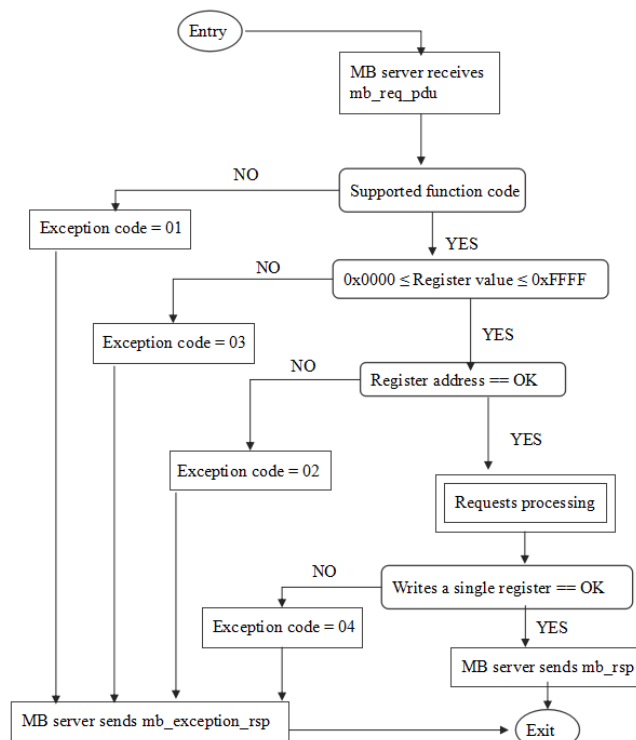 Entry
MB server receives
mb_req_pdu
NO
Supported function code
Exception code = 01
YES
NO
0x0000 ≤ Register value ≤ 0xFFFF
Exception code = 03
YES
NO
Register address == OK
YES
Exception code = 02
Requests processing
NO
Writes a single register == OK
Exception code = 04
YES
MB server sends mb_rsp
MB server sends mb_exception_rsp
Exit